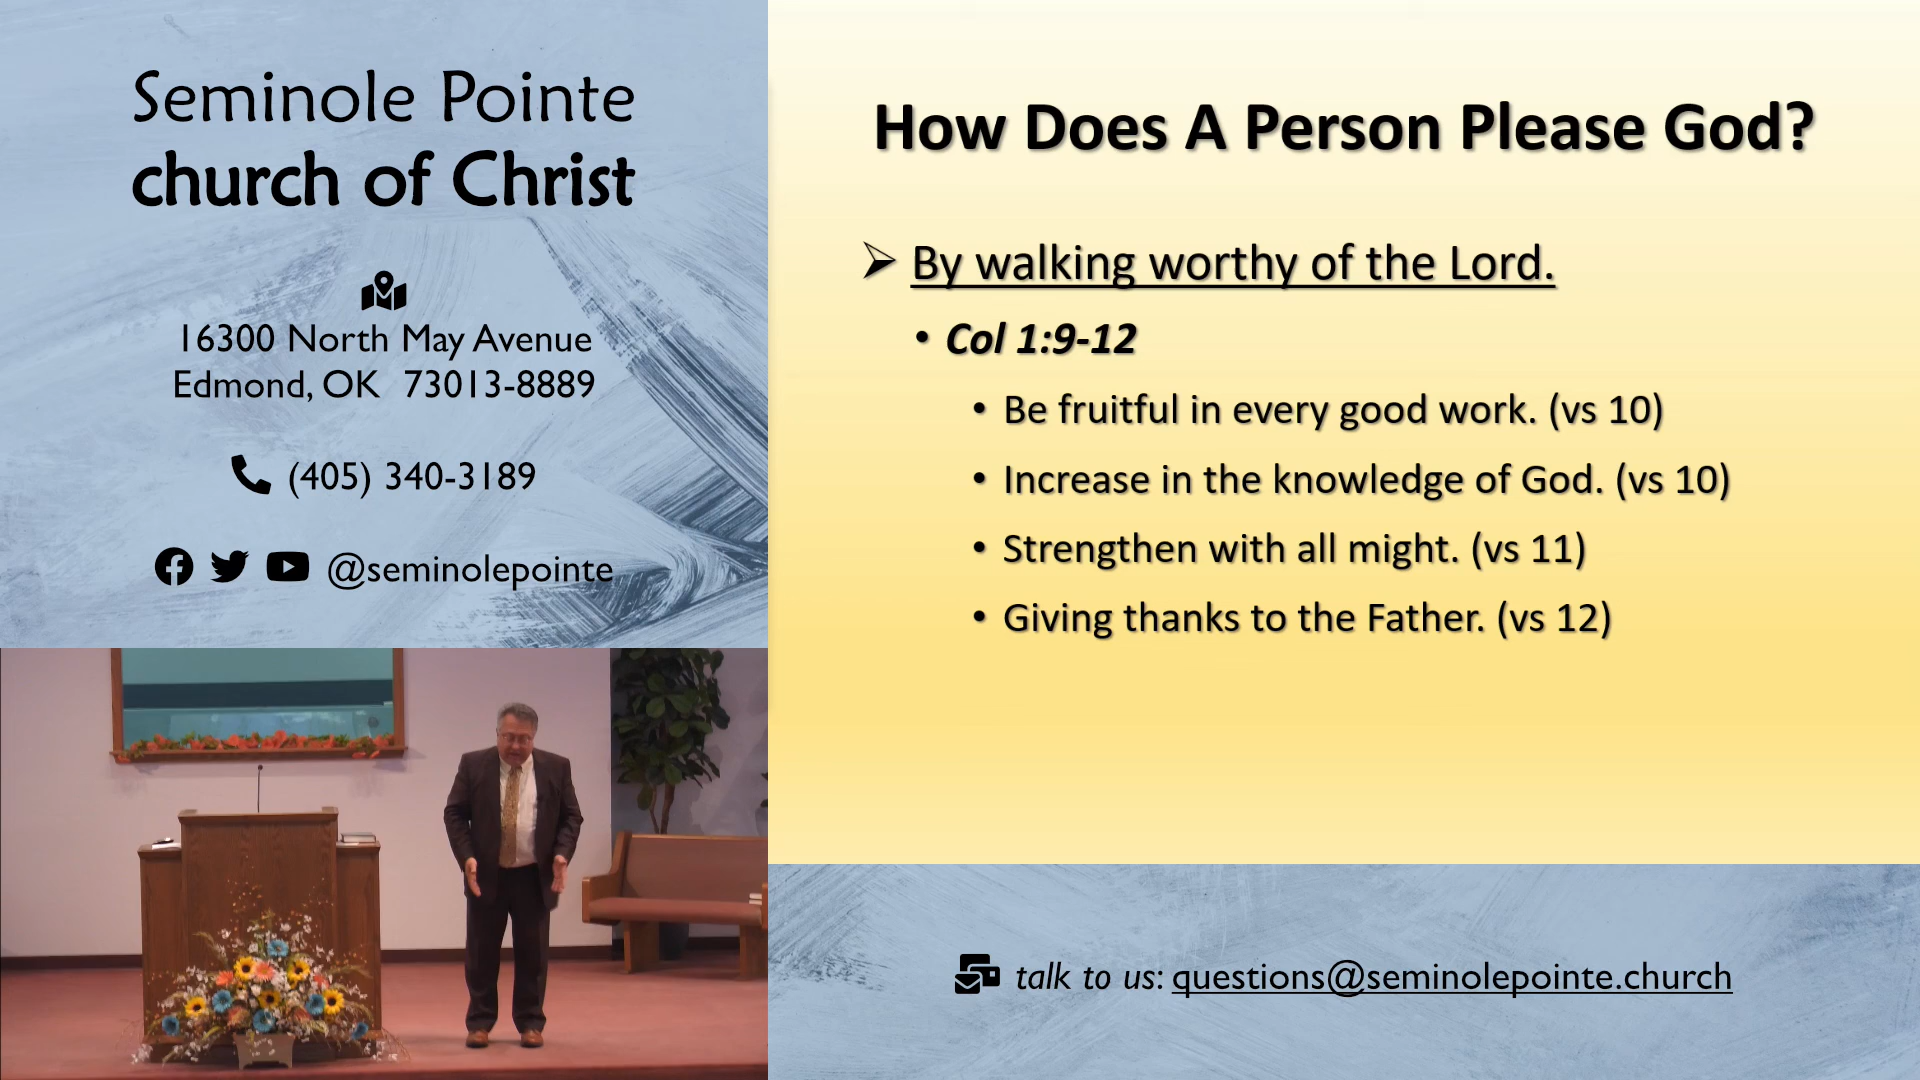 Seminole Pointe
church of Christ
16300 North May Avenue
Edmond, OK 73013-8889
(405) 340-3189
@seminolepointe
How Does A Person Please God?
By walking worthy of the Lord.
Col 1:9-12
Be fruitful in every good work. (vs 10)
Increase in the knowledge of God. (vs 10)
Strengthen with all might. (vs 11)
Giving thanks to the Father. (vs 12)
talk to us: questions@seminolepointe.church